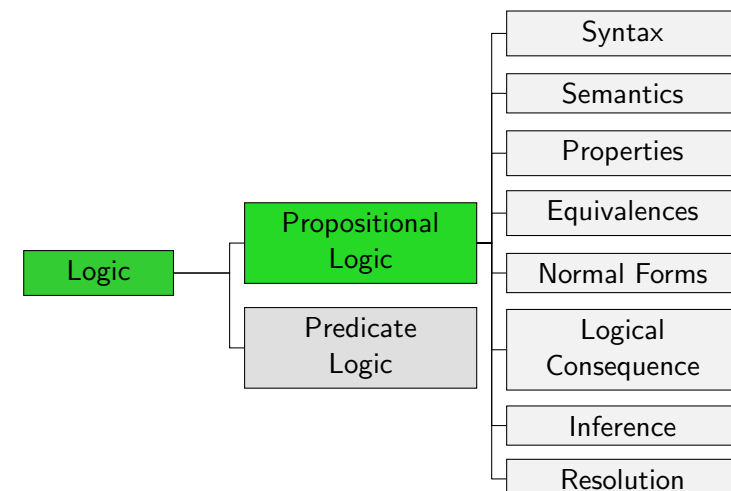 Logic
Propositional
Logic
Predicate
Logic
Syntax
Semantics
Properties
Equivalences
Normal Forms
Logical
Consequence
Inference
Resolution